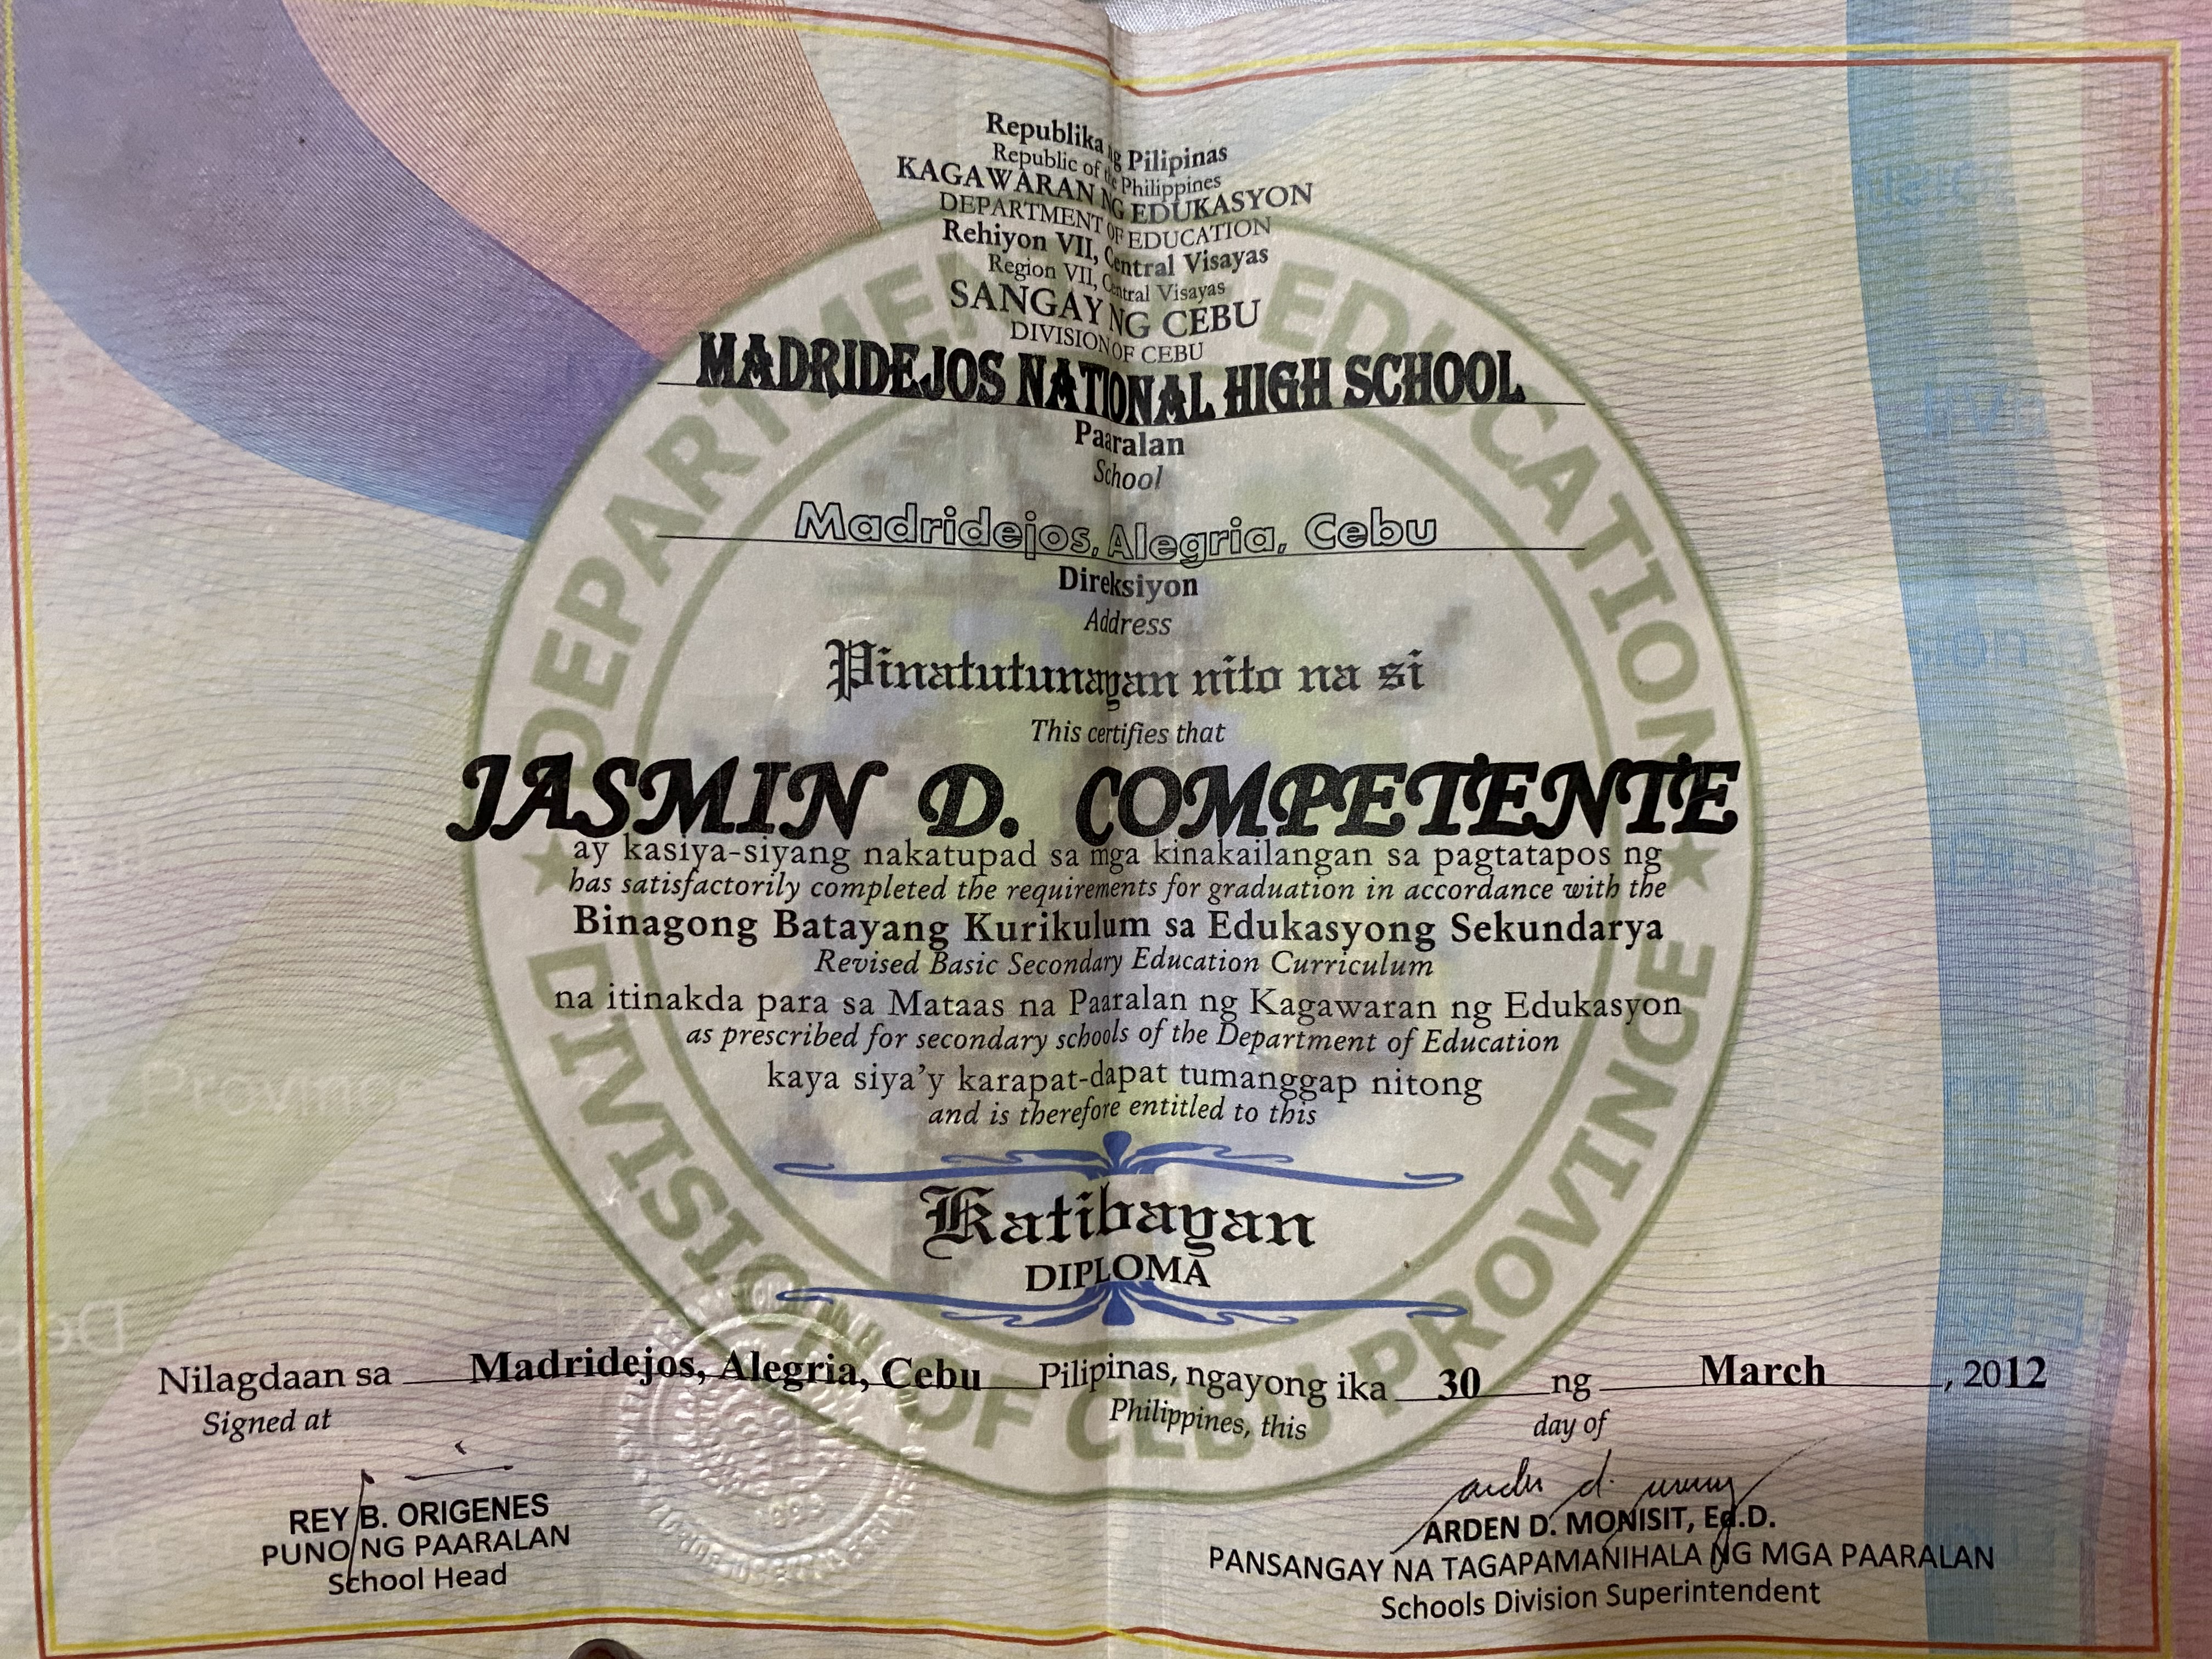 Republika ng Pilipinas
Republic of the Philippines
KAGAWARAN NG EDUKASYON
DEPARTMENT OF EDUCATION
Rehiyon VII, Central Visayas
Region VII, Central Visayas
SANGAY NG CEBU
DIVISION OF CEBU
MADRIDEJOS NATIONAL HIGH SCHOOL
Paaralan
School
Madridejos, Alegria, Cebu
Direksiyon
Address
Pinatutunayan nito na si
This certifies that
JASMIN D. COMPETENTE
ay kasiya-siyang nakatupad sa mga kinakailangan sa pagtatapos ng
has satisfactorily completed the requirements for graduation in accordance with the
Binagong Batayang Kurikulum sa Edukasyong Sekundarya
Revised Basic Secondary Education Curriculum
na itinakda para sa Mataas na Paaralan ng Kagawaran ng Edukasyon
as prescribed for secondary schools of the Department of Education
kaya siya'y karapat-dapat tumanggap nitong
and is therefore entitled to this
Katibayan
DIPLOMA
Nilagdaan sa Madridejos, Alegria, Cebu Pilipinas, ngayong ika 30 ng March, 2012
Signed at Philippines, this day of
REY B. ORIGENES
PUNO NG PAARALAN
School Head
ARDEN D. MONISIT, Ed.D.
PANSANGAY NA TAGAPAMANIHALA NG MGA PAARALAN
Schools Division Superintendent
DEPARTMENT EDUCATION
DIVISION OF CEBU PROVINCE